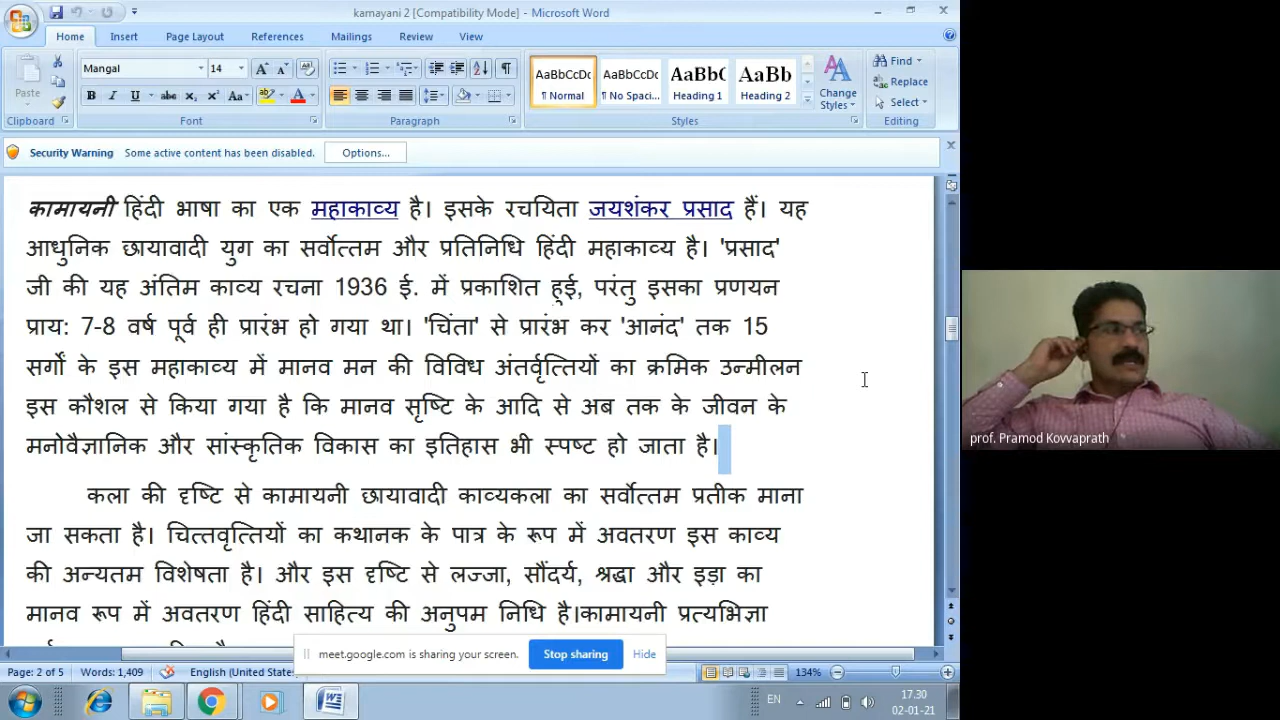 kamayani 2 [Compatibility Mode] - Microsoft Word
Home Insert Page Layout References Mailings Review View
Mangal 14 Find
Paste AaBbCcDc AaBbCcDc AaBbC AaBbC Replace
B I U abc ¶ Normal ¶ No Spaci... Heading 1 Heading 2 Change Styles Select
Clipboard Font Paragraph Styles Editing
Security Warning Some active content has been disabled. Options...
कामायनी हिंदी भाषा का एक महाकाव्य है। इसके रचयिता जयशंकर प्रसाद हैं। यह
आधुनिक छायावादी युग का सर्वोत्तम और प्रतिनिधि हिंदी महाकाव्य है। 'प्रसाद'
जी की यह अंतिम काव्य रचना 1936 ई. में प्रकाशित हुई, परंतु इसका प्रणयन
प्राय: 7-8 वर्ष पूर्व ही प्रारंभ हो गया था। 'चिंता' से प्रारंभ कर 'आनंद' तक 15
सर्गों के इस महाकाव्य में मानव मन की विविध अंतर्वृत्तियों का क्रमिक उन्मीलन
इस कौशल से किया गया है कि मानव सृष्टि के आदि से अब तक के जीवन के
मनोवैज्ञानिक और सांस्कृतिक विकास का इतिहास भी स्पष्ट हो जाता है।
prof. Pramod Kovvaprath
कला की दृष्टि से कामायनी छायावादी काव्यकला का सर्वोत्तम प्रतीक माना
जा सकता है। चित्तवृत्तियों का कथानक के पात्र के रूप में अवतरण इस काव्य
की अन्यतम विशेषता है। और इस दृष्टि से लज्जा, सौंदर्य, श्रद्धा और इड़ा का
मानव रूप में अवतरण हिंदी साहित्य की अनुपम निधि है।कामायनी प्रत्यभिज्ञा
meet.google.com is sharing your screen. Stop sharing Hide
Page: 2 of 5 Words: 1,409 English (United States 134%
EN 17.30
02-01-21